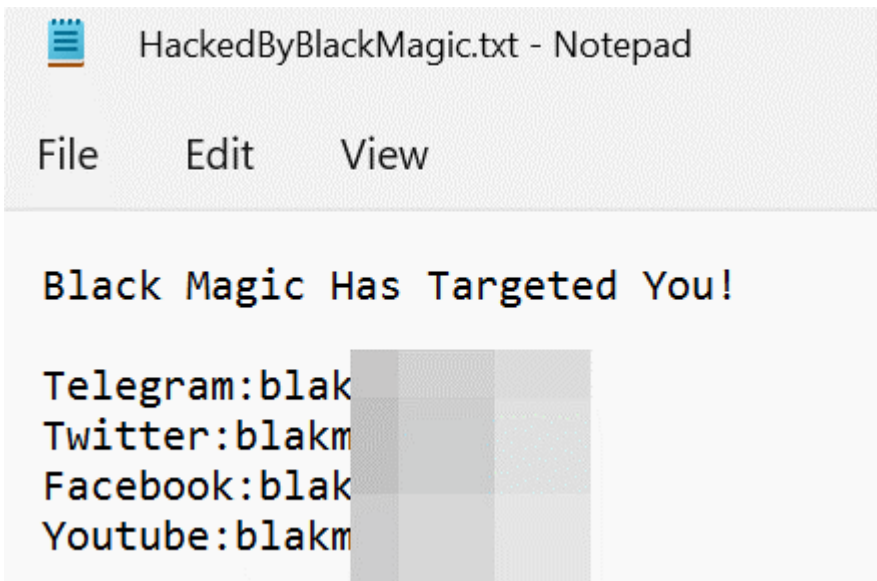 HackedByBlackMagic.txt - Notepad
File Edit View
Black Magic Has Targeted You!
Telegram:blak
Twitter:blakm
Facebook:blak
Youtube:blakm